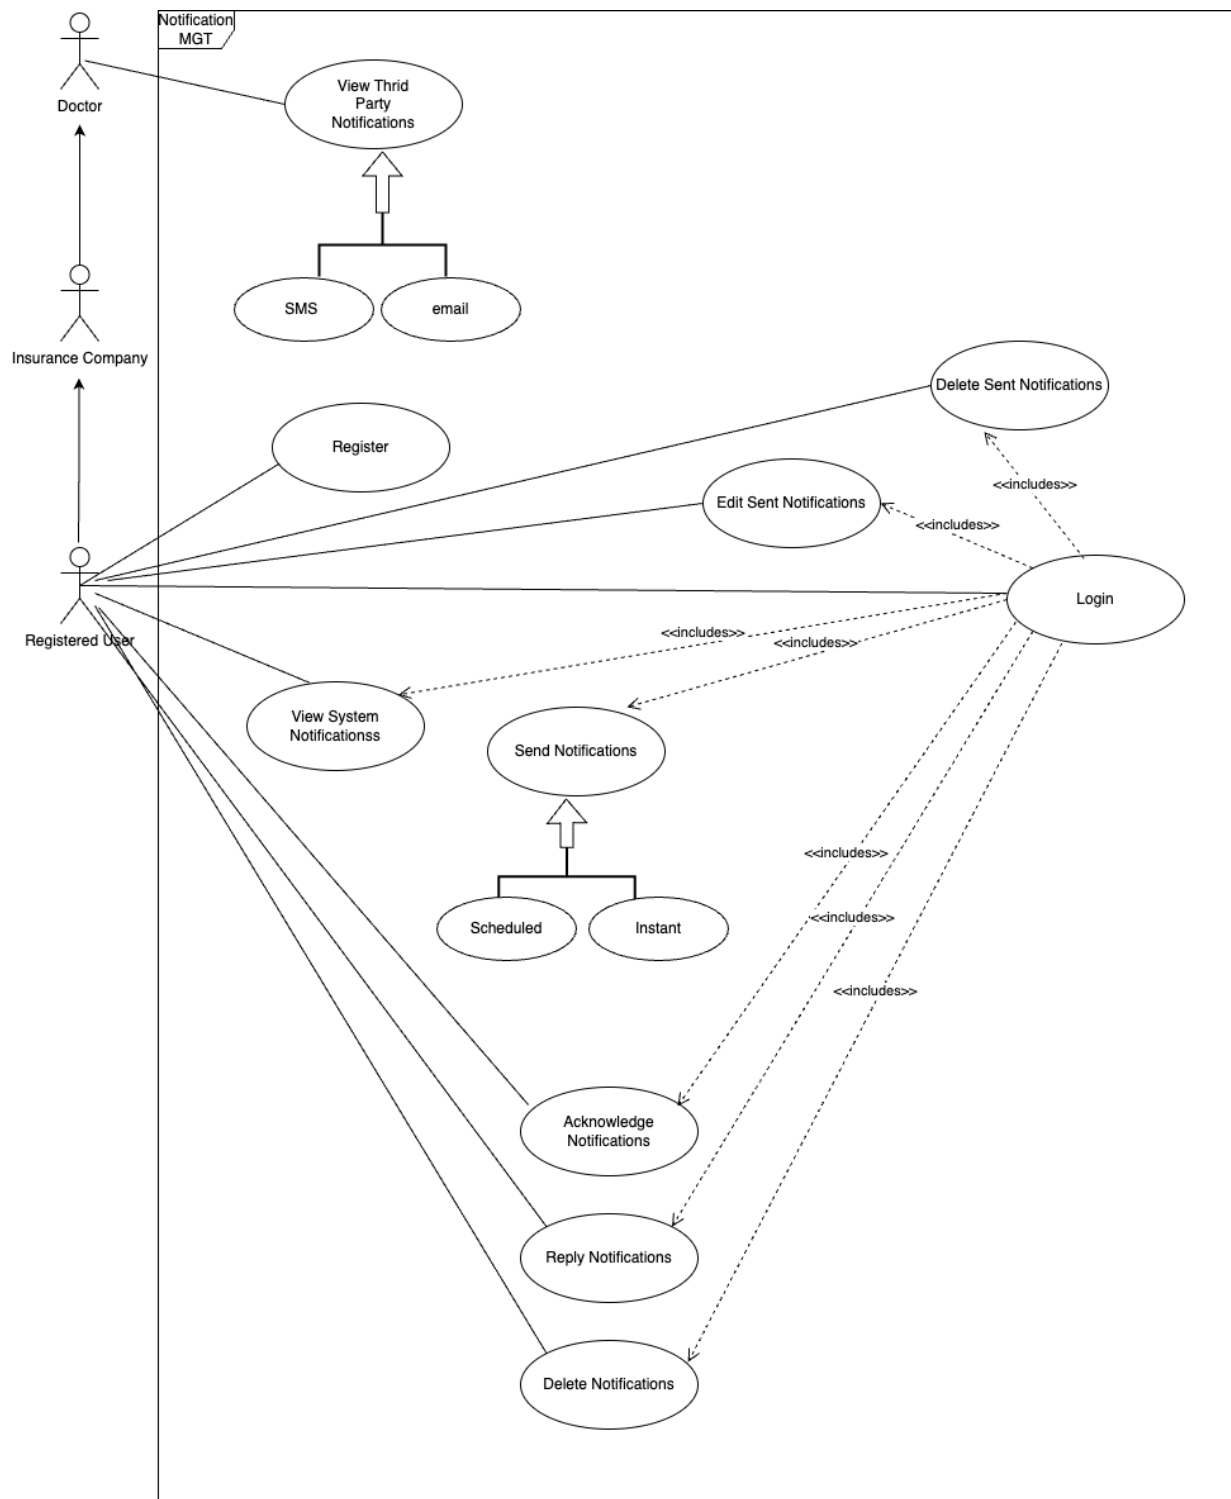 Notification
MGT
View Thrid
Party
Notifications
Doctor
SMS
email
Insurance Company
Delete Sent Notifications
Register
<<includes>>
Edit Sent Notifications
<<includes>>
Login
Registered User
<<includes>>
<<includes>>
View System
Notificationss
Send Notifications
<<includes>>
Scheduled
Instant
<<includes>>
<<includes>>
Acknowledge
Notifications
Reply Notifications
Delete Notifications